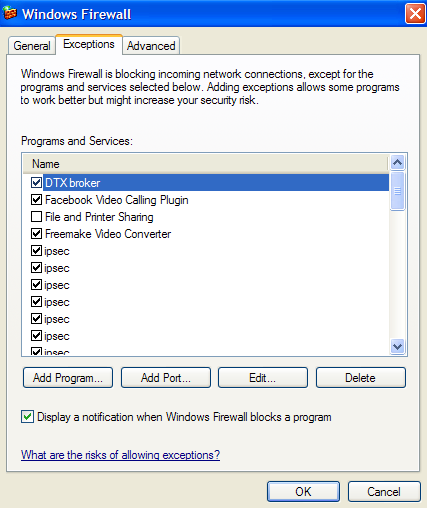 Windows Firewall
General Exceptions Advanced
Windows Firewall is blocking incoming network connections, except for the
programs and services selected below. Adding exceptions allows some programs
to work better but might increase your security risk.
Programs and Services:
Name
DTX broker
Facebook Video Calling Plugin
File and Printer Sharing
Freemake Video Converter
ipsec
ipsec
ipsec
ipsec
ipsec
ipsec
ipsec
Add Program... Add Port... Edit... Delete
Display a notification when Windows Firewall blocks a program
What are the risks of allowing exceptions?
OK Cancel